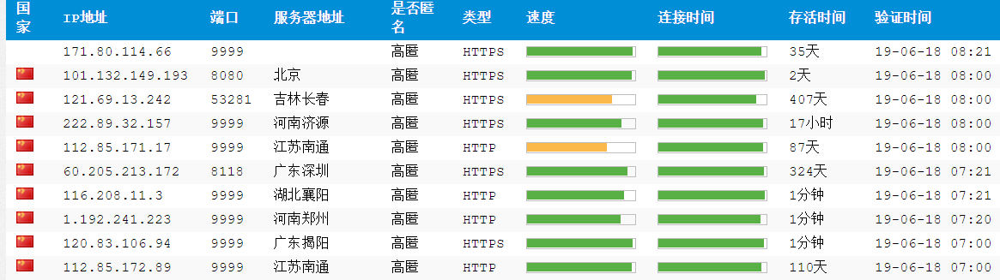 国家 IP地址 端口 服务器地址 是否匿名 类型 速度 连接时间 存活时间 验证时间
171.80.114.66 9999 高匿 HTTPS 35天 19-06-18 08:21
101.132.149.193 8080 北京 高匿 HTTPS 2天 19-06-18 08:00
121.69.13.242 53281 吉林长春 高匿 HTTPS 407天 19-06-18 08:00
222.89.32.157 9999 河南济源 高匿 HTTPS 17小时 19-06-18 08:00
112.85.171.17 9999 江苏南通 高匿 HTTP 87天 19-06-18 08:00
60.205.213.172 8118 广东深圳 高匿 HTTPS 324天 19-06-18 07:21
116.208.11.3 9999 湖北襄阳 高匿 HTTP 1分钟 19-06-18 07:21
1.192.241.223 9999 河南郑州 高匿 HTTP 1分钟 19-06-18 07:20
120.83.106.94 9999 广东揭阳 高匿 HTTPS 1分钟 19-06-18 07:00
112.85.172.89 9999 江苏南通 高匿 HTTP 110天 19-06-18 07:00